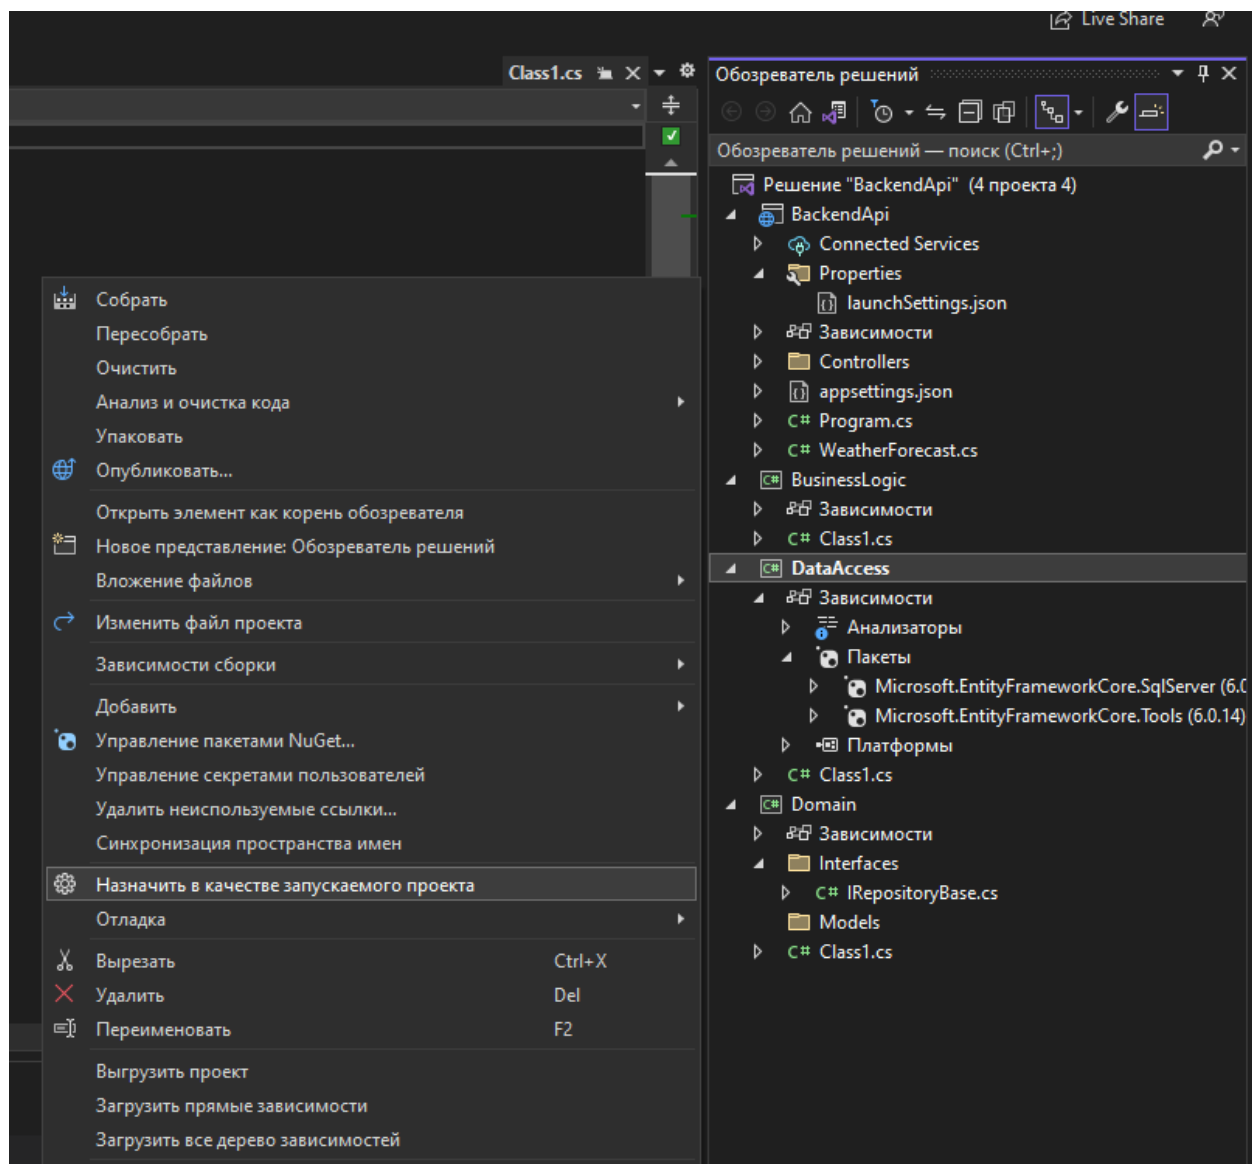 Live Share
Class1.cs
Собрать
Пересобрать
Очистить
Анализ и очистка кода
Упаковать
Опубликовать...
Открыть элемент как корень обозревателя
Новое представление: Обозреватель решений
Вложение файлов
Изменить файл проекта
Зависимости сборки
Добавить
Управление пакетами NuGet...
Управление секретами пользователей
Удалить неиспользуемые ссылки...
Синхронизация пространства имен
Назначить в качестве запускаемого проекта
Отладка
Вырезать Ctrl+X
Удалить Del
Переименовать F2
Выгрузить проект
Загрузить прямые зависимости
Загрузить все дерево зависимостей
Обозреватель решений
Обозреватель решений — поиск (Ctrl+;)
Решение "BackendApi" (4 проекта 4)
BackendApi
Connected Services
Properties
launchSettings.json
Зависимости
Controllers
appsettings.json
C# Program.cs
C# WeatherForecast.cs
C# BusinessLogic
Зависимости
C# Class1.cs
C# DataAccess
Зависимости
Анализаторы
Пакеты
Microsoft.EntityFrameworkCore.SqlServer (6.0
Microsoft.EntityFrameworkCore.Tools (6.0.14)
Платформы
C# Class1.cs
C# Domain
Зависимости
Interfaces
C# IRepositoryBase.cs
Models
C# Class1.cs